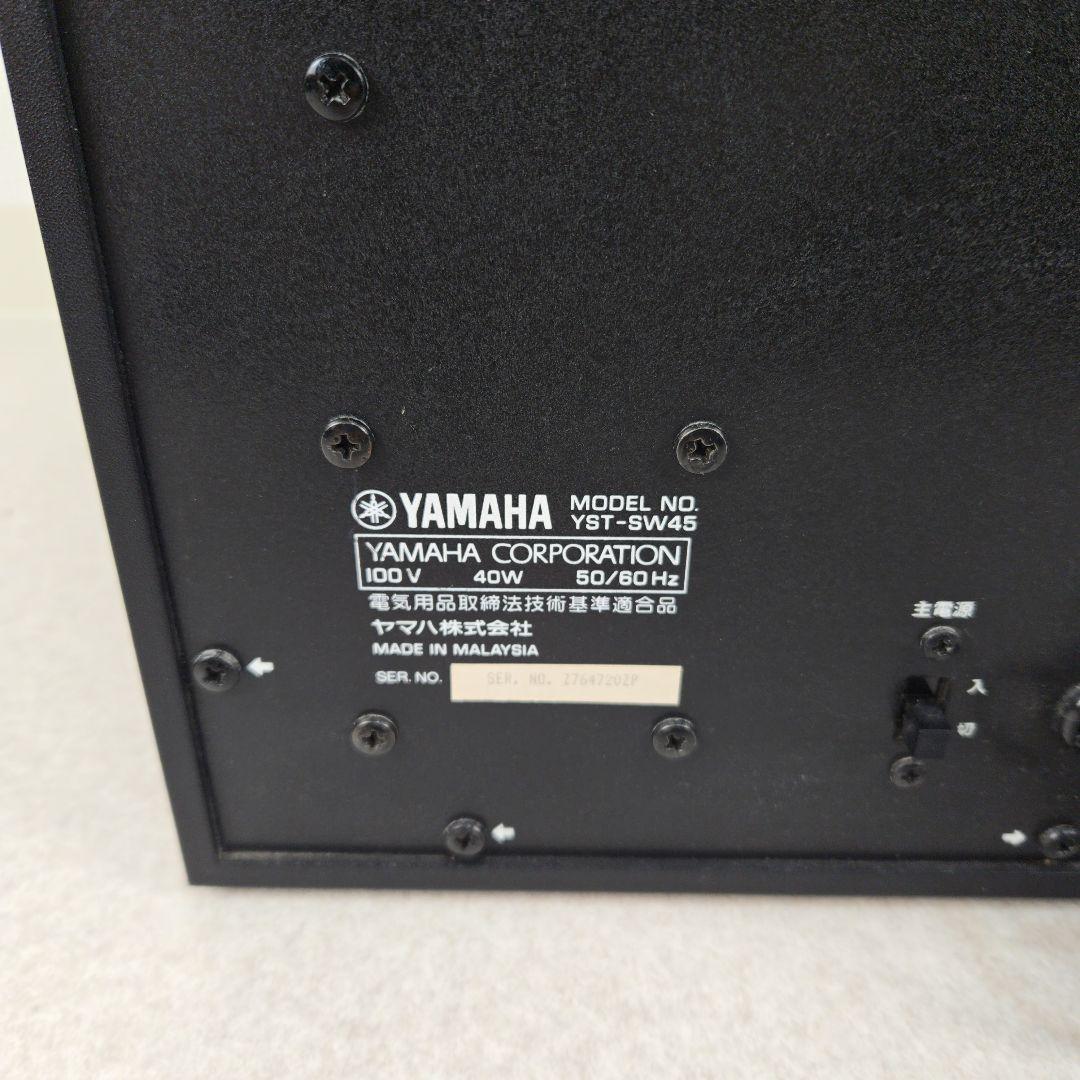 YAMAHA MODEL NO.
YST-SW45
YAMAHA CORPORATION
100V 40W 50/60Hz
電気用品取締法技術基準適合品
ヤマハ株式会社
MADE IN MALAYSIA
SER. NO. SER. NO. Z764720ZP
主電源
入
切